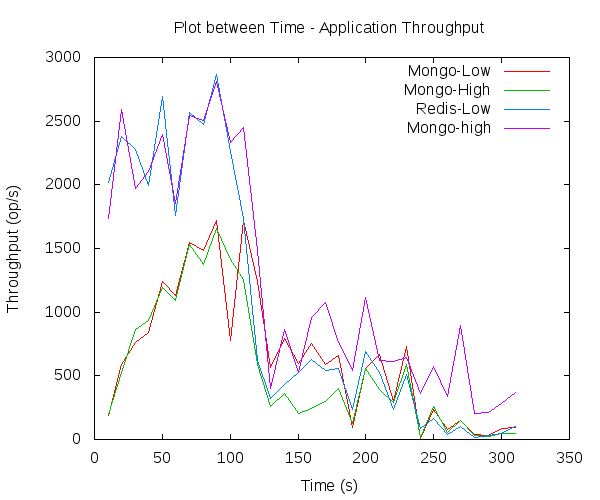 Plot between Time - Application Throughput
3000
2500
2000
1500
1000
500
0
Throughput (op/s)
Mongo-Low
Mongo-High
Redis-Low
Mongo-high
0 50 100 150 200 250 300 350
Time (s)